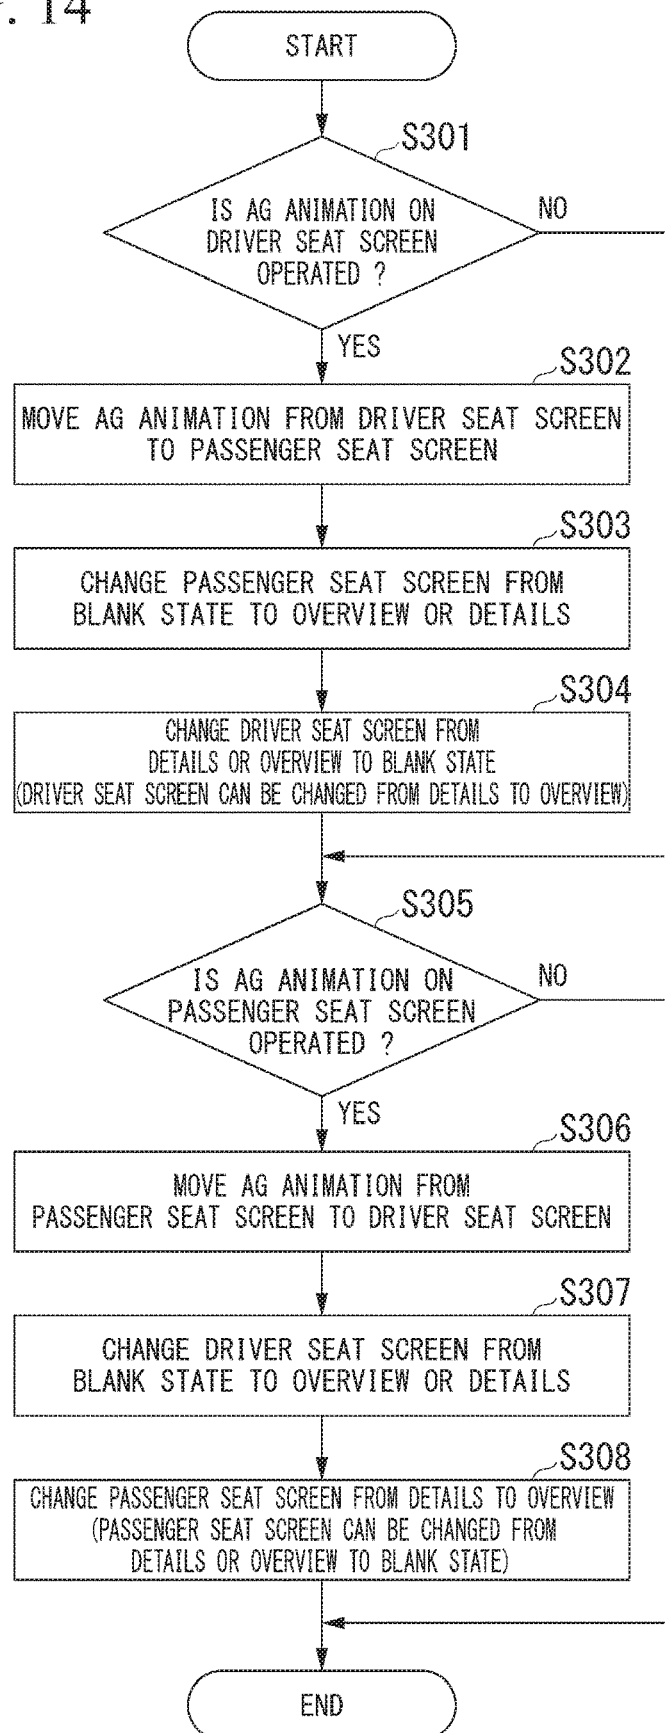 . 14
START
S301
IS AG ANIMATION ON
DRIVER SEAT SCREEN
OPERATED ?
NO
YES
S302
MOVE AG ANIMATION FROM DRIVER SEAT SCREEN
TO PASSENGER SEAT SCREEN
S303
CHANGE PASSENGER SEAT SCREEN FROM
BLANK STATE TO OVERVIEW OR DETAILS
S304
CHANGE DRIVER SEAT SCREEN FROM
DETAILS OR OVERVIEW TO BLANK STATE
(DRIVER SEAT SCREEN CAN BE CHANGED FROM DETAILS TO OVERVIEW)
S305
IS AG ANIMATION ON
PASSENGER SEAT SCREEN
OPERATED ?
NO
YES
S306
MOVE AG ANIMATION FROM
PASSENGER SEAT SCREEN TO DRIVER SEAT SCREEN
S307
CHANGE DRIVER SEAT SCREEN FROM
BLANK STATE TO OVERVIEW OR DETAILS
S308
CHANGE PASSENGER SEAT SCREEN FROM DETAILS TO OVERVIEW
(PASSENGER SEAT SCREEN CAN BE CHANGED FROM
DETAILS OR OVERVIEW TO BLANK STATE)
END